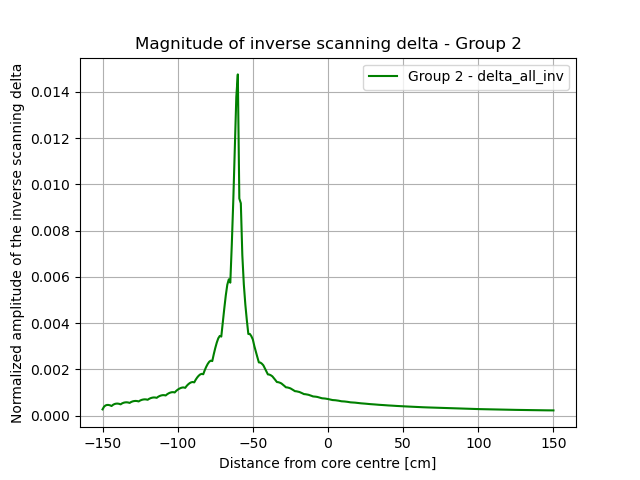 Magnitude of inverse scanning delta - Group 2
Group 2 - delta_all_inv
Normalized amplitude of the inverse scanning delta
0.014
0.012
0.010
0.008
0.006
0.004
0.002
0.000
−150 −100 −50 0 50 100 150
Distance from core centre [cm]